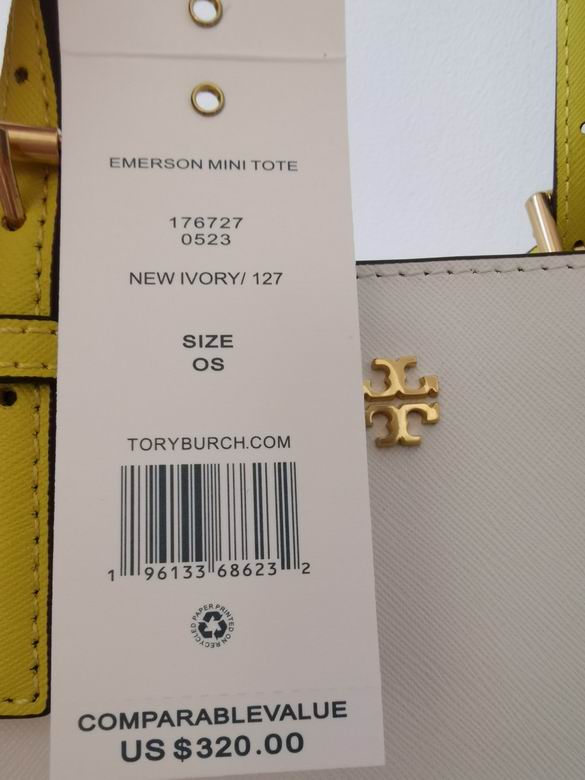 EMERSON MINI TOTE
176727
0523
NEW IVORY/ 127
SIZE
OS
TORYBURCH.COM
1 96133 68623 2
PAPER PRINTED ON RECYCLED
COMPARABLEVALUE
US $320.00